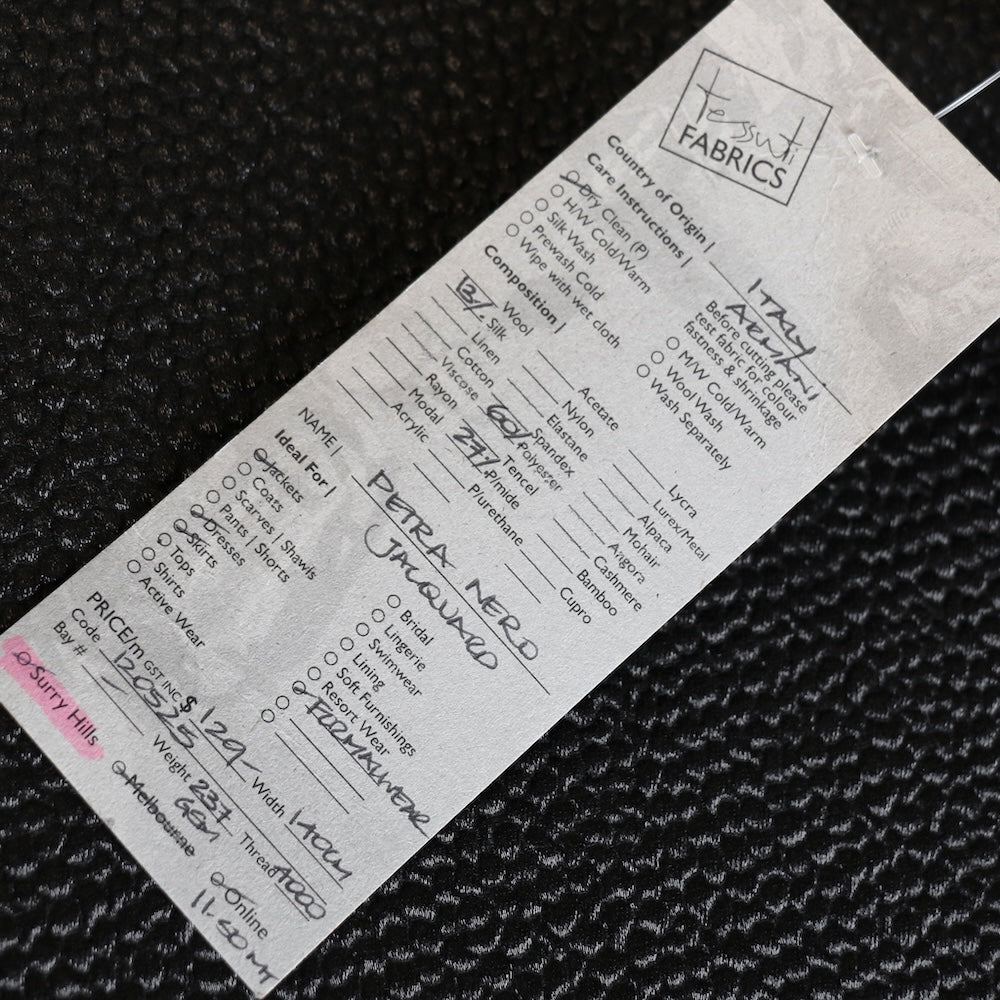 tessuti
FABRICS
Country of Origin | ITALY
ARMANI
Care Instructions |
Before cutting please
test fabric for colour
fastness & shrinkage
Dry Clean (P)
H/W Cold/Warm
Silk Wash
Prewash Cold
Wipe with wet cloth
M/W Cold/Warm
Wool Wash
Wash Separately
Composition |
Wool
13% Silk
Linen
Cotton
Viscose
Rayon
Modal
Acrylic
Acetate
Nylon
Elastane
Spandex
60% Polyester
Tencel
27% P/mide
P/urethane
Lycra
Lurex/Metal
Alpaca
Mohair
Angora
Cashmere
Bamboo
Cupro
NAME | PETRA NERO
JACQUARD
Ideal For |
Jackets
Coats
Scarves | Shawls
Pants | Shorts
Dresses
Skirts
Tops
Shirts
Active Wear
Bridal
Lingerie
Swimwear
Lining
Soft Furnishings
Resort Wear
FORMALWEAR
PRICE/m GST INC $ 129- Width 140cm
Code 120525 Weight 237 GSM Thread 1000
Bay # –
Surry Hills
Melbourne
Online
11.50 MT